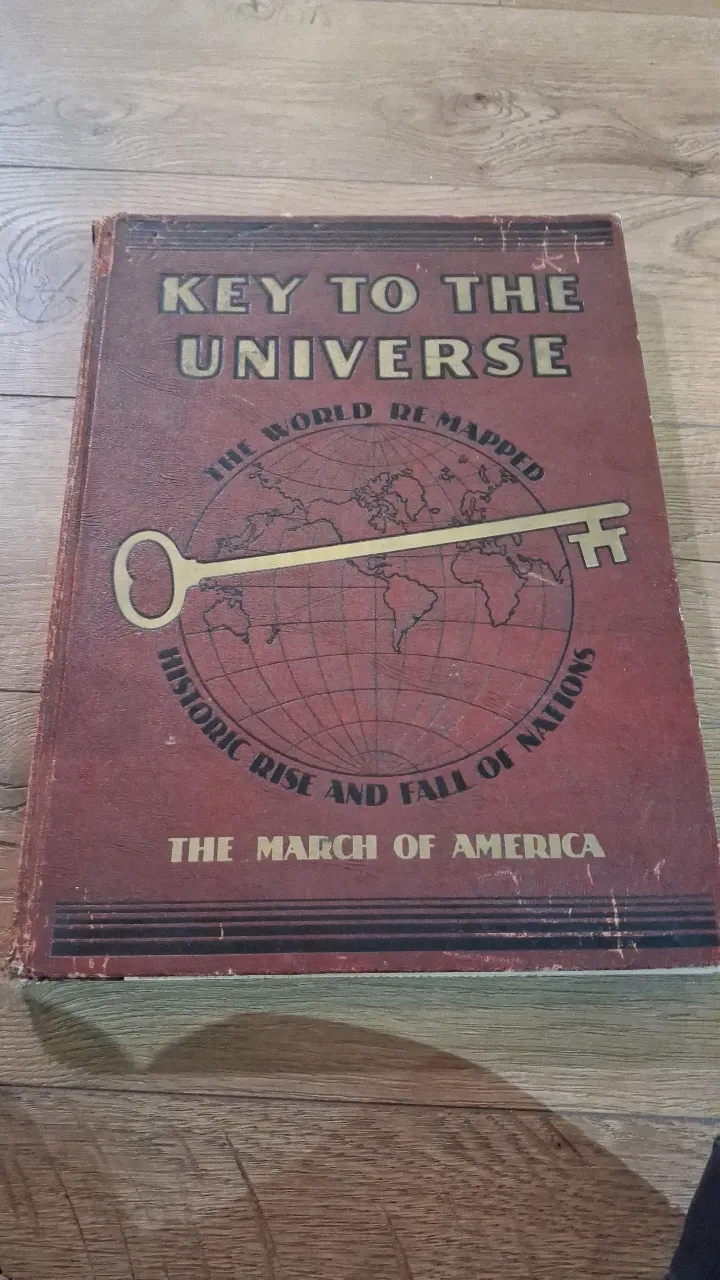 KEY TO THE
UNIVERSE
THE WORLD RE-MAPPED
HISTORIC RISE AND FALL OF NATIONS
THE MARCH OF AMERICA